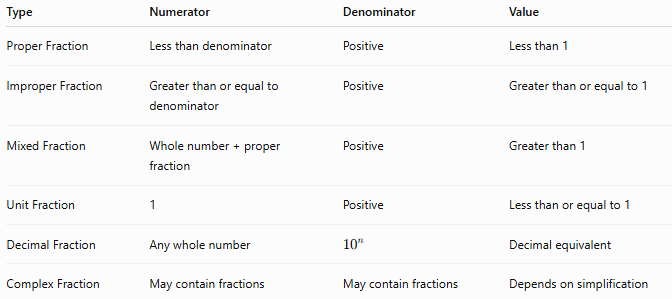 Type Numerator Denominator Value
Proper Fraction Less than denominator Positive Less than 1
Improper Fraction Greater than or equal to denominator Positive Greater than or equal to 1
Mixed Fraction Whole number + proper fraction Positive Greater than 1
Unit Fraction 1 Positive Less than or equal to 1
Decimal Fraction Any whole number 10ⁿ Decimal equivalent
Complex Fraction May contain fractions May contain fractions Depends on simplification